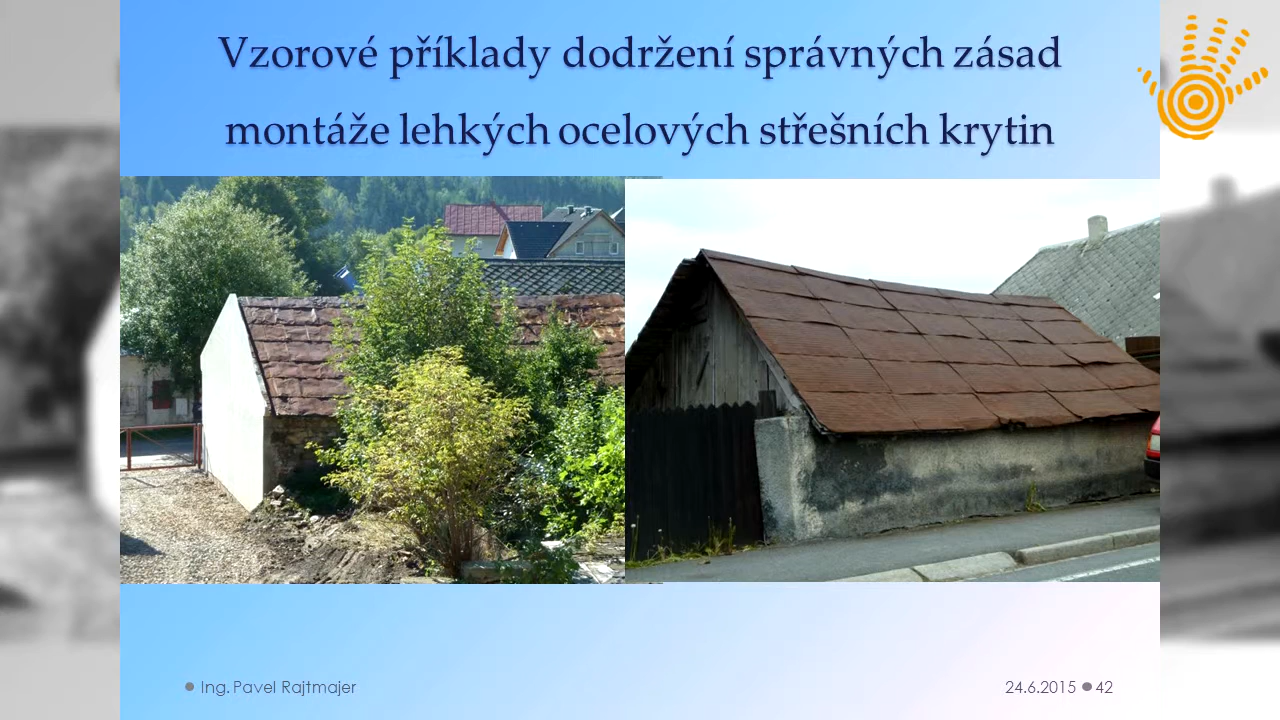 Vzorové příklady dodržení správných zásad
montáže lehkých ocelových střešních krytin
Ing. Pavel Rajtmajer
24.6.2015 42